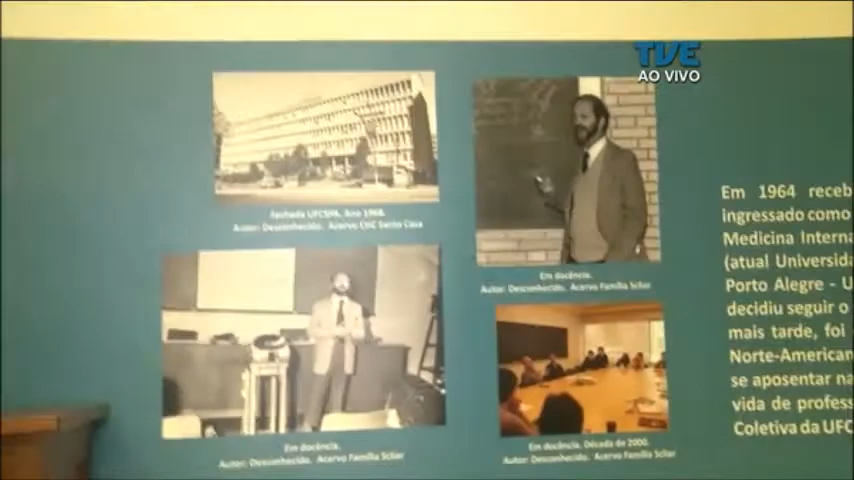 TVE
AO VIVO
Fachada UFCSPA. Ano 1968.
Autor: Desconhecido. Acervo CHC Santa Casa
Em docência.
Autor: Desconhecido. Acervo Família Scliar
Em docência.
Autor: Desconhecido. Acervo Família Scliar
Em docência. Década de 2000.
Autor: Desconhecido. Acervo Família Scliar
Em 1964 receb
ingressado como
Medicina Interna
(atual Universida
Porto Alegre - U
decidiu seguir o
mais tarde, foi
Norte-American
se aposentar na
vida de profess
Coletiva da UFC